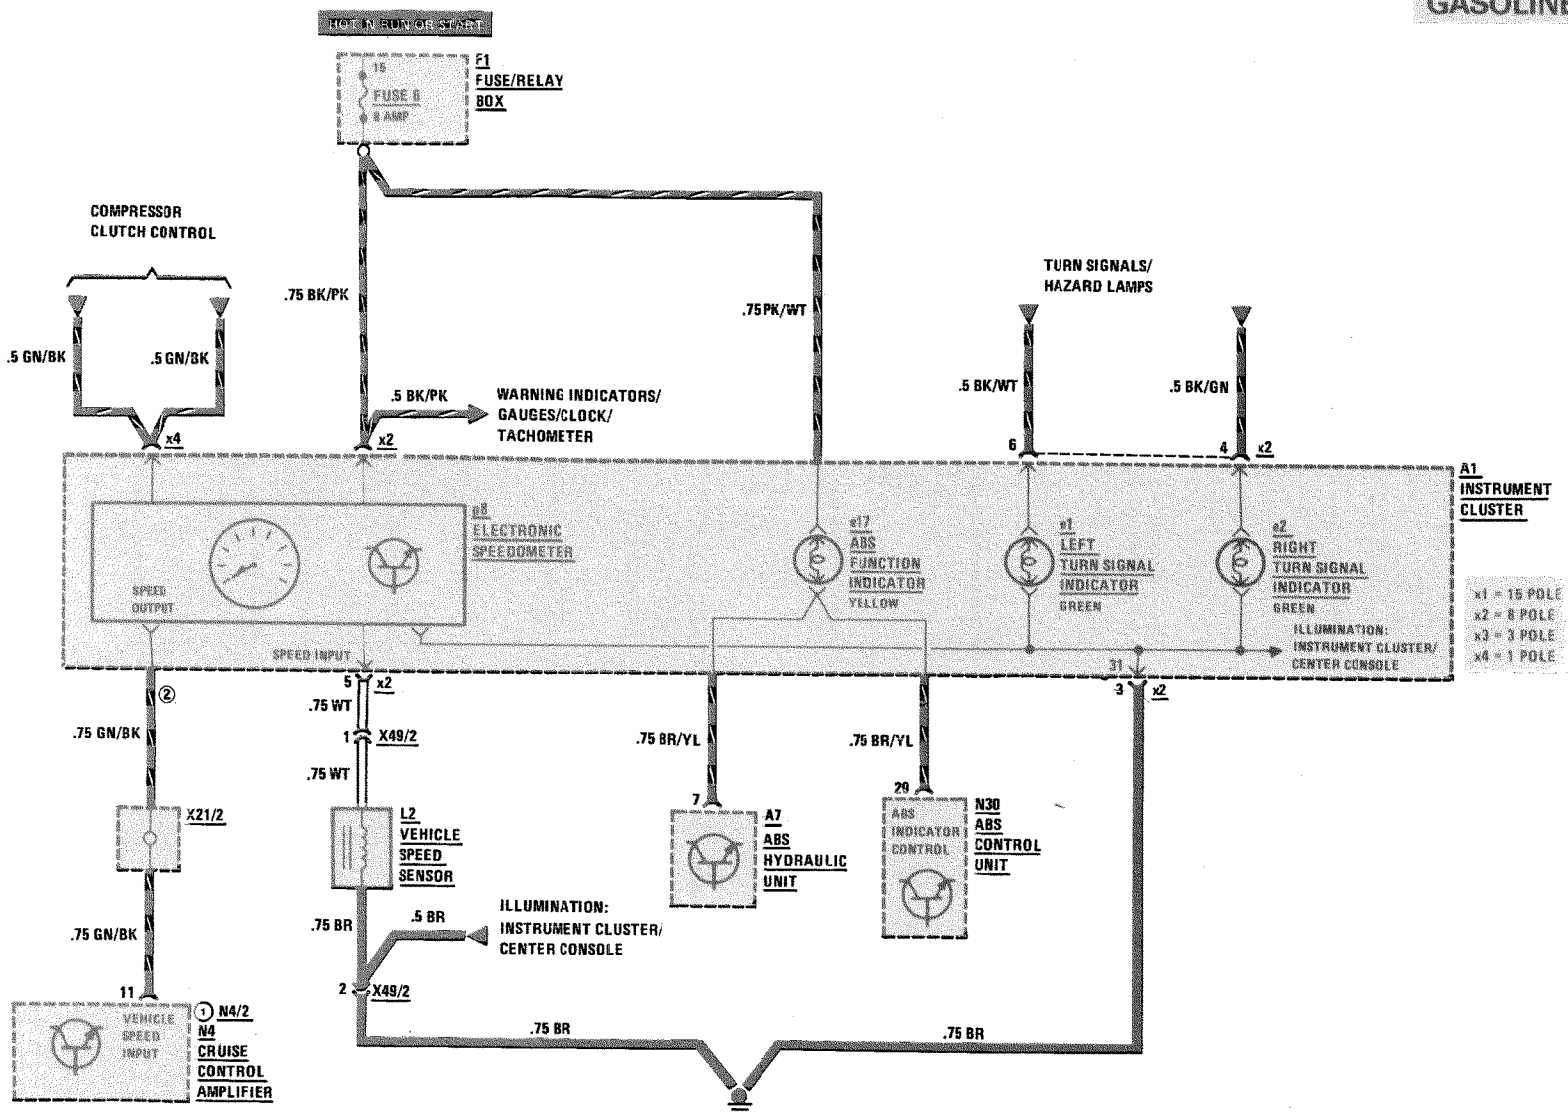 GASOLINE
HOT IN RUN OR START
15
FUSE 6
8 AMP
F1
FUSE/RELAY
BOX
COMPRESSOR
CLUTCH CONTROL
.5 GN/BK
.5 GN/BK
.75 BK/PK
.75PK/WT
TURN SIGNALS/
HAZARD LAMPS
.5 BK/WT
.5 BK/GN
.5 BK/PK
WARNING INDICATORS/
GAUGES/CLOCK/
TACHOMETER
x4
x2
6
4
x2
A1
INSTRUMENT
CLUSTER
p8
ELECTRONIC
SPEEDOMETER
SPEED
OUTPUT
SPEED INPUT
e17
ABS
FUNCTION
INDICATOR
YELLOW
e1
LEFT
TURN SIGNAL
INDICATOR
GREEN
e2
RIGHT
TURN SIGNAL
INDICATOR
GREEN
ILLUMINATION:
INSTRUMENT CLUSTER/
CENTER CONSOLE
x1 = 15 POLE
x2 = 8 POLE
x3 = 3 POLE
x4 = 1 POLE
31
3
x2
2
5
x2
.75 WT
1
X49/2
.75 WT
.75 GN/BK
X21/2
.75 GN/BK
L2
VEHICLE
SPEED
SENSOR
.75 BR/YL
.75 BR/YL
7
A7
ABS
HYDRAULIC
UNIT
29
ABS
INDICATOR
CONTROL
N30
ABS
CONTROL
UNIT
.75 BR
.5 BR
ILLUMINATION:
INSTRUMENT CLUSTER/
CENTER CONSOLE
2
X49/2
.75 BR
.75 BR
11
VEHICLE
SPEED
INPUT
1 N4/2
N4
CRUISE
CONTROL
AMPLIFIER